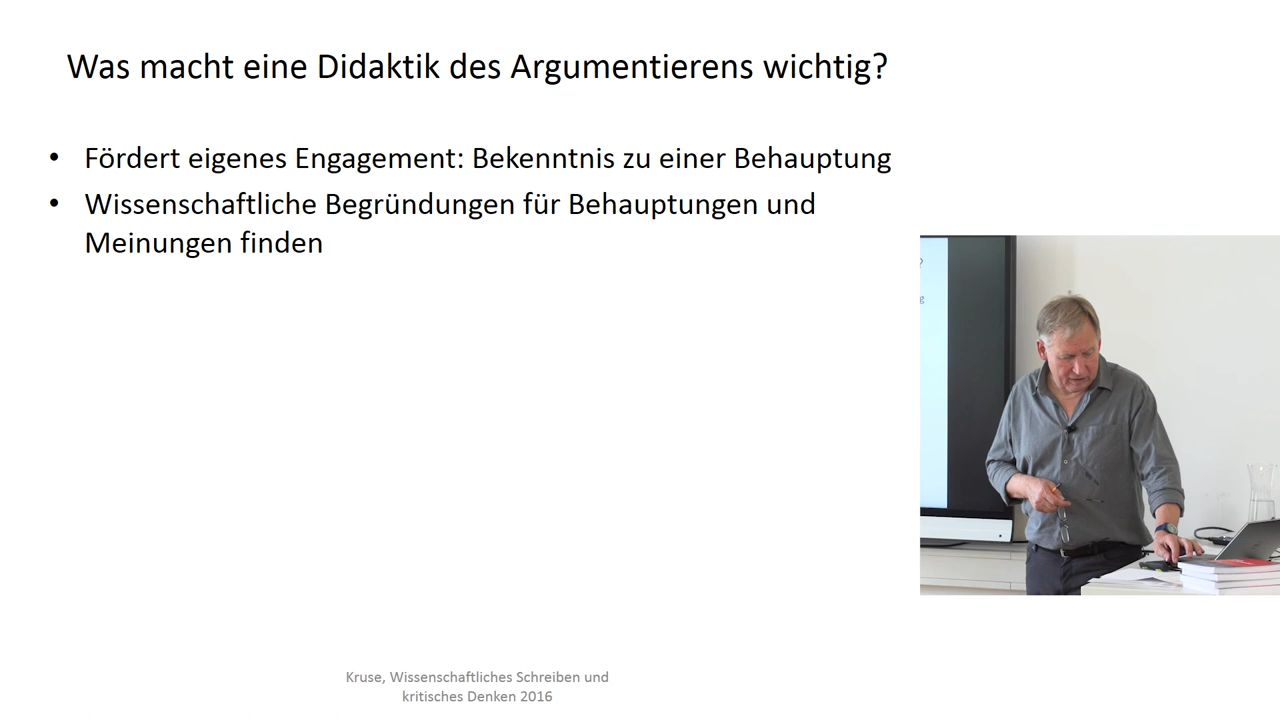 Was macht eine Didaktik des Argumentierens wichtig?
• Fördert eigenes Engagement: Bekenntnis zu einer Behauptung
• Wissenschaftliche Begründungen für Behauptungen und
Meinungen finden
?
g
Kruse, Wissenschaftliches Schreiben und
kritisches Denken 2016